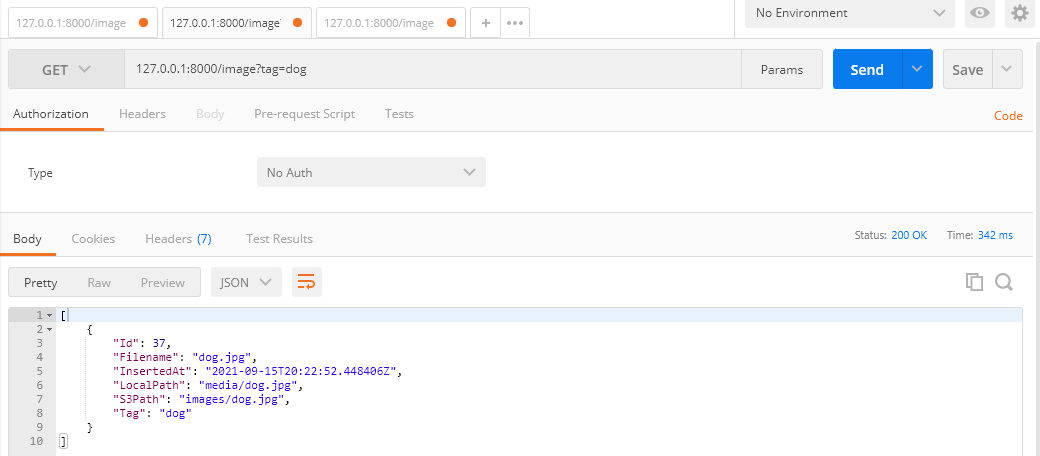 127.0.0.1:8000/image 127.0.0.1:8000/image' 127.0.0.1:8000/image + ••• No Environment
GET 127.0.0.1:8000/image?tag=dog Params Send Save
Authorization Headers Body Pre-request Script Tests Code
Type No Auth
Body Cookies Headers (7) Test Results Status: 200 OK Time: 342 ms
Pretty Raw Preview JSON
1 [
2 {
3 "Id": 37,
4 "Filename": "dog.jpg",
5 "InsertedAt": "2021-09-15T20:22:52.448406Z",
6 "LocalPath": "media/dog.jpg",
7 "S3Path": "images/dog.jpg",
8 "Tag": "dog"
9 }
10 ]